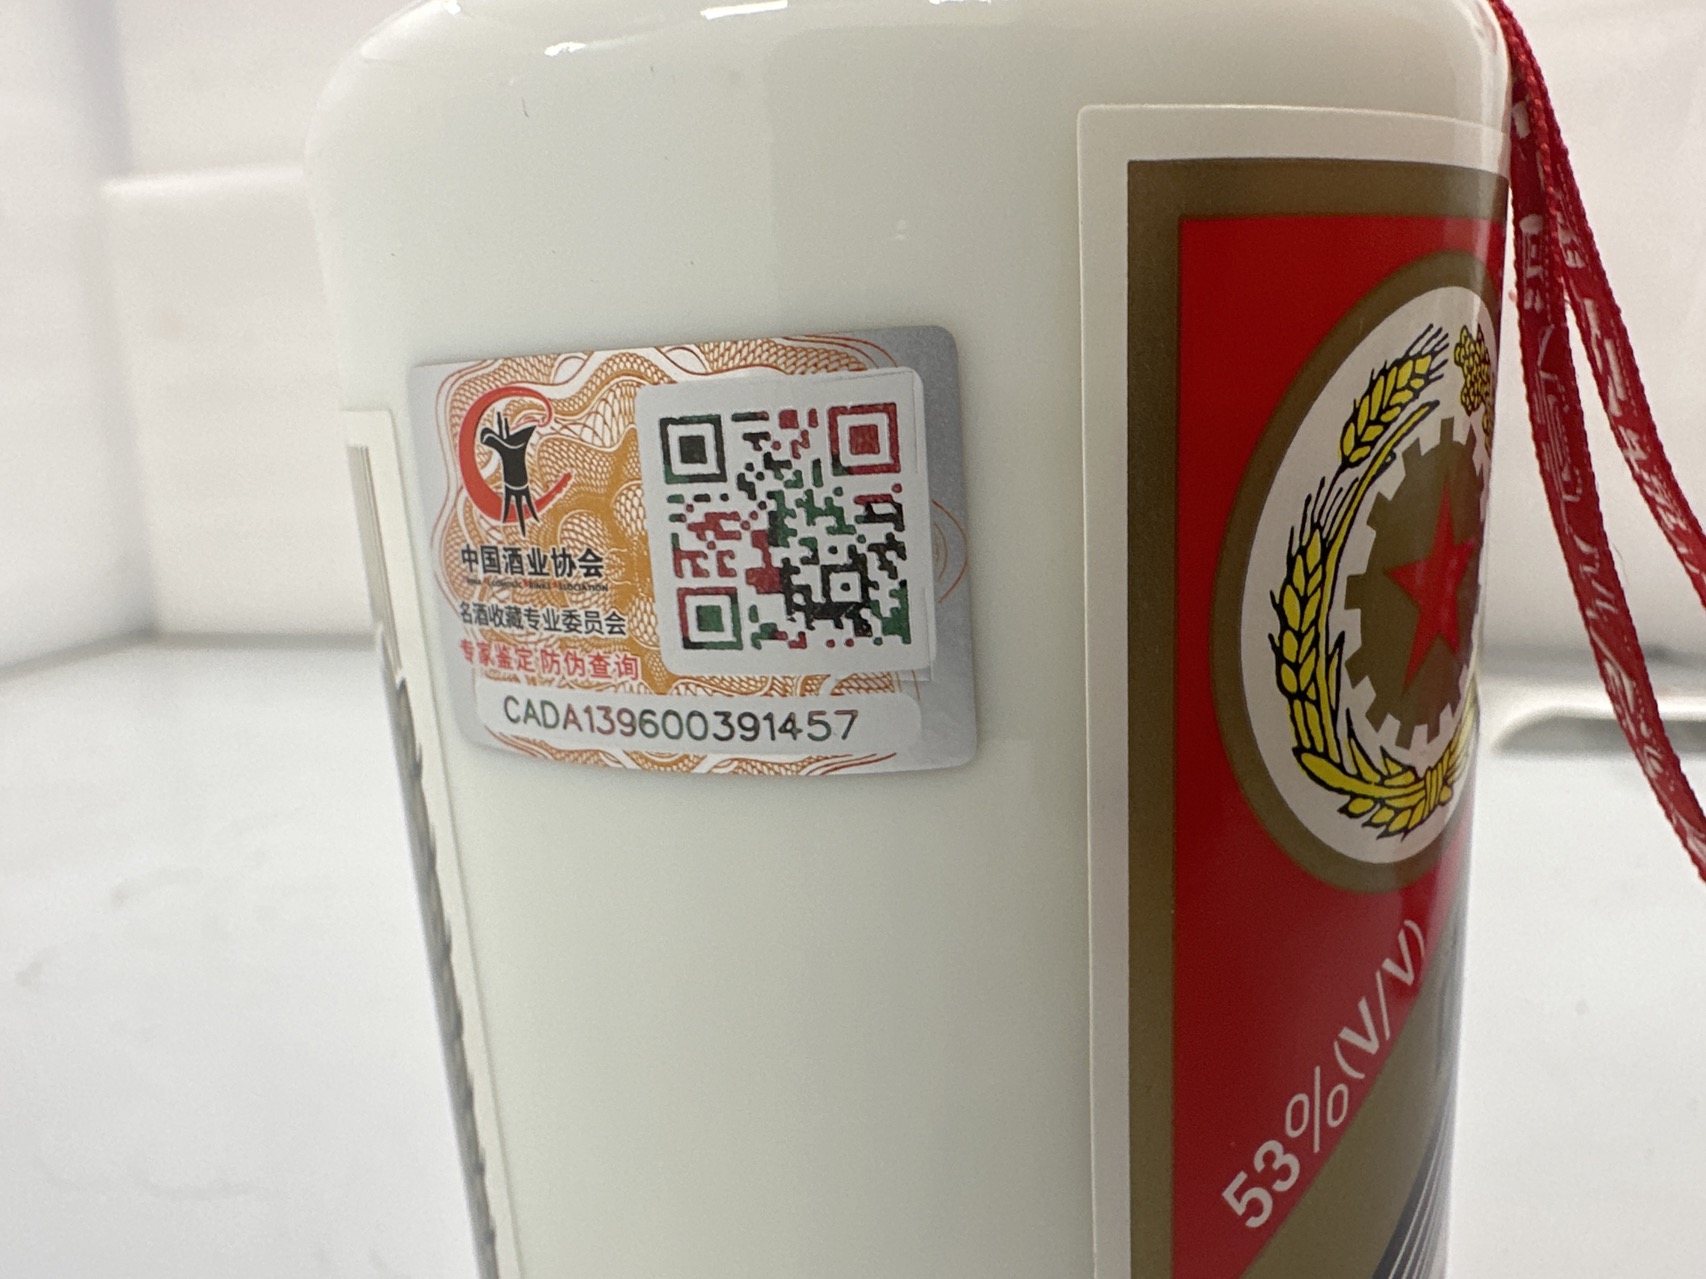 中国酒业协会
名酒收藏专业委员会
专家鉴定 防伪查询
CADA139600391457
53%(V/V)